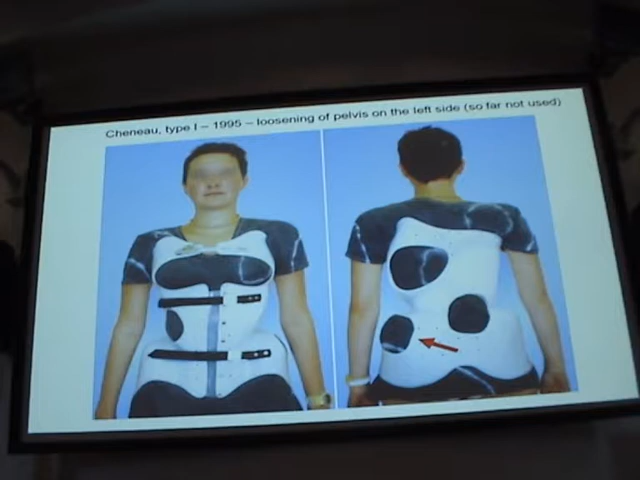 Cheneau, type I – 1995 – loosening of pelvis on the left side (so far not used)